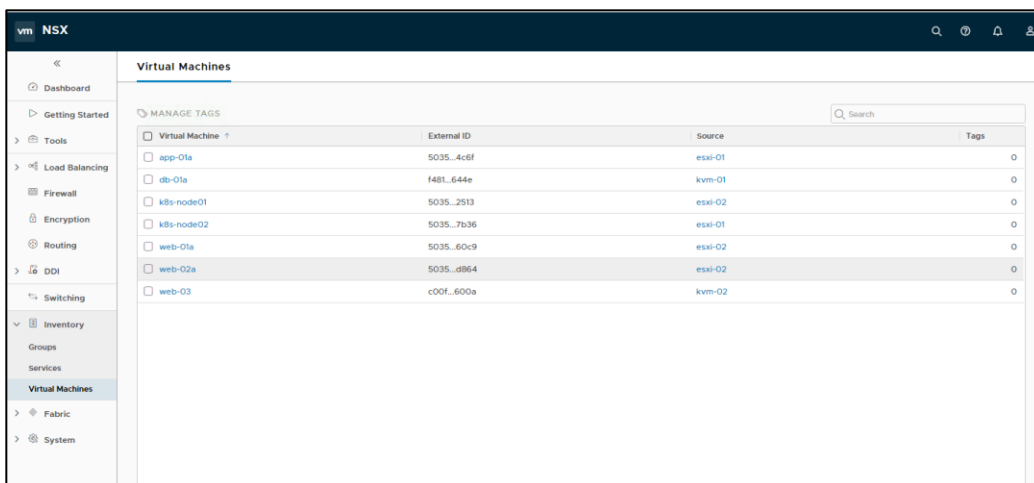 vm NSX
«
Dashboard
Getting Started
Tools
Load Balancing
Firewall
Encryption
Routing
DDI
Switching
Inventory
Groups
Services
Virtual Machines
Fabric
System
Virtual Machines
MANAGE TAGS
Search
Virtual Machine ↑ External ID Source Tags
app-01a 5035...4c6f esxi-01 0
db-01a f481...644e kvm-01 0
k8s-node01 5035...2513 esxi-02 0
k8s-node02 5035...7b36 esxi-01 0
web-01a 5035...60c9 esxi-02 0
web-02a 5035...d864 esxi-02 0
web-03 c00f...600a kvm-02 0